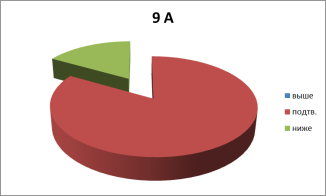 9 А
выше
подтв.
ниже